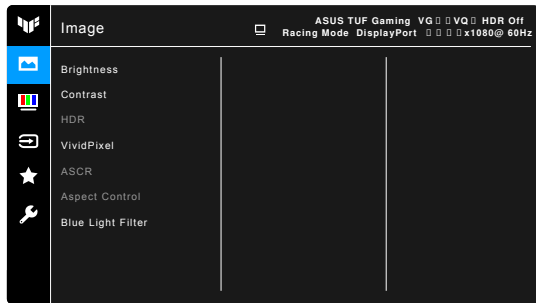 Image
ASUS TUF Gaming VG▯▯VQ▯ HDR Off
Racing Mode DisplayPort ▯▯▯▯x1080@ 60Hz
Brightness
Contrast
HDR
VividPixel
ASCR
Aspect Control
Blue Light Filter